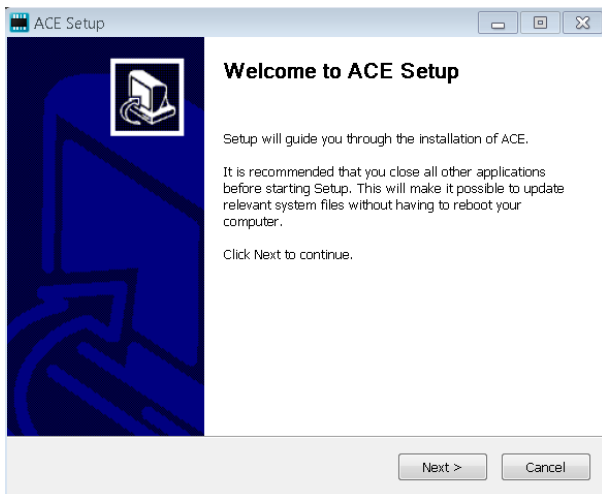 ACE Setup
Welcome to ACE Setup
Setup will guide you through the installation of ACE.
It is recommended that you close all other applications
before starting Setup. This will make it possible to update
relevant system files without having to reboot your
computer.
Click Next to continue.
Next >
Cancel